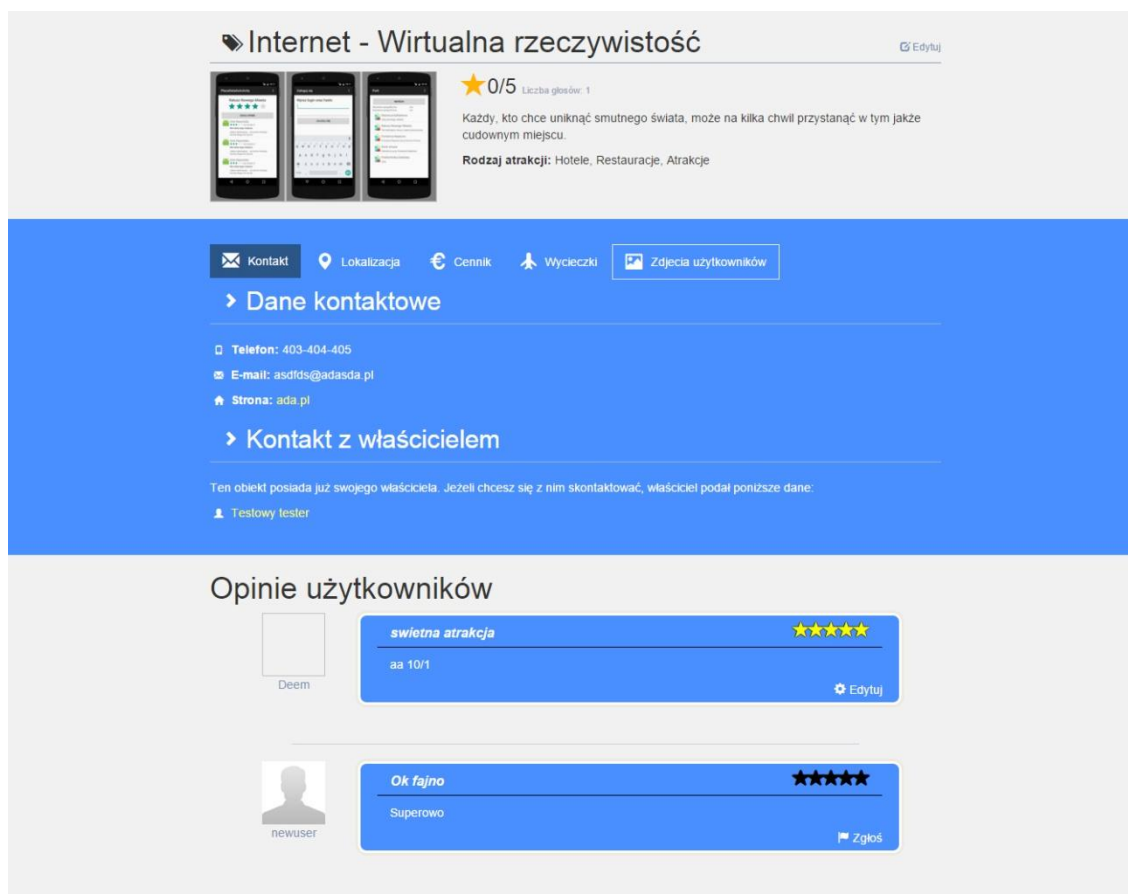 Internet - Wirtualna rzeczywistość
Edytuj
0/5 Liczba głosów: 1
Każdy, kto chce uniknąć smutnego świata, może na kilka chwil przystanąć w tym jakże
cudownym miejscu.
Rodzaj atrakcji: Hotele, Restauracje, Atrakcje
Kontakt Lokalizacja Cennik Wycieczki Zdjecia użytkowników
Dane kontaktowe
Telefon: 403-404-405
E-mail: asdfds@adasda.pl
Strona: ada.pl
Kontakt z właścicielem
Ten obiekt posiada już swojego właściciela. Jeżeli chcesz się z nim skontaktować, właściciel podał poniższe dane:
Testowy tester
Opinie użytkowników
swietna atrakcja
aa 10/1
Deem
Edytuj
Ok fajno
Superowo
newuser
Zgłoś